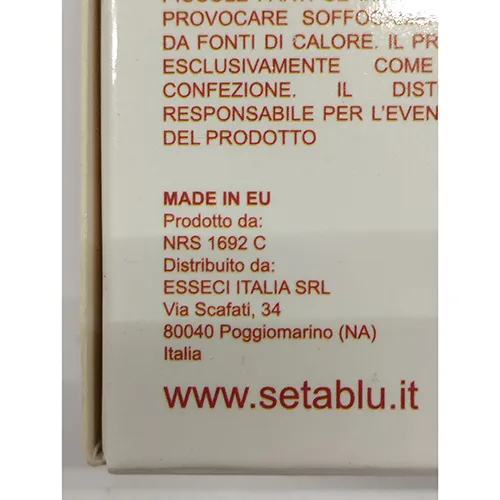 PROVOCARE SOFFO
DA FONTI DI CALORE. IL
ESCLUSIVAMENTE COME
CONFEZIONE. IL
RESPONSABILE PER L'EVEN
DEL PRODOTTO
MADE IN EU
Prodotto da:
NRS 1692 C
Distribuito da:
ESSECI ITALIA SRL
Via Scafati, 34
80040 Poggiomarino (NA)
Italia
www.setablu.it